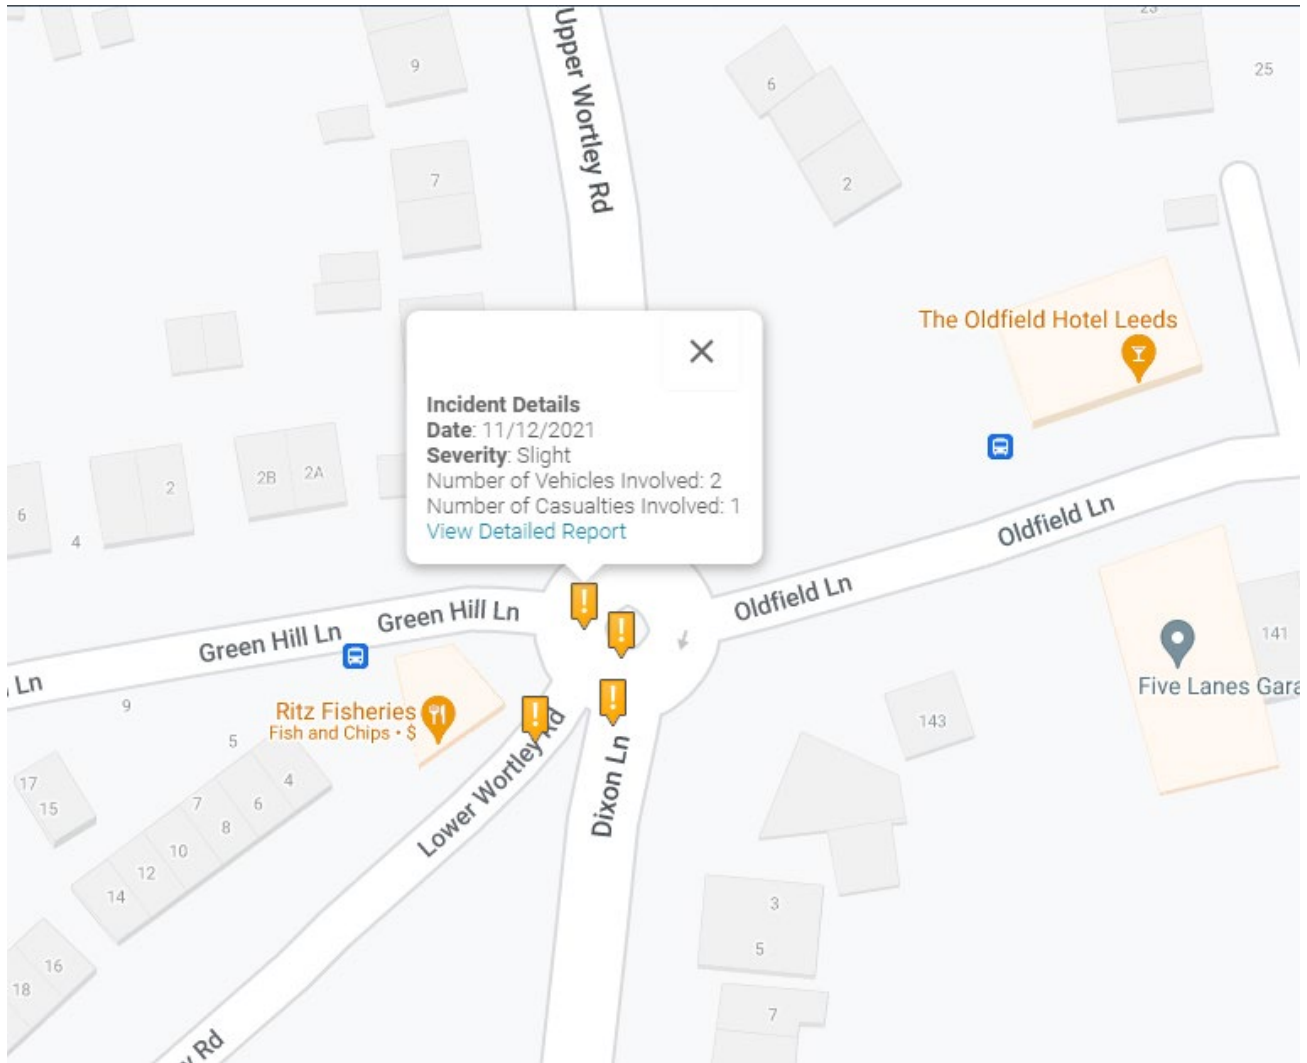 23
Upper Wortley Rd
9
6
25
7
2
The Oldfield Hotel Leeds
Incident Details
Date: 11/12/2021
Severity: Slight
Number of Vehicles Involved: 2
Number of Casualties Involved: 1
View Detailed Report
2B
2A
2
6
4
Oldfield Ln
Oldfield Ln
Green Hill Ln
Green Hill Ln
Ln
141
Five Lanes Gara
9
Ritz Fisheries
Fish and Chips • $
5
143
Lower Wortley Rd
Dixon Ln
17
15
4
7
6
8
10
12
14
3
5
16
18
7
y Rd